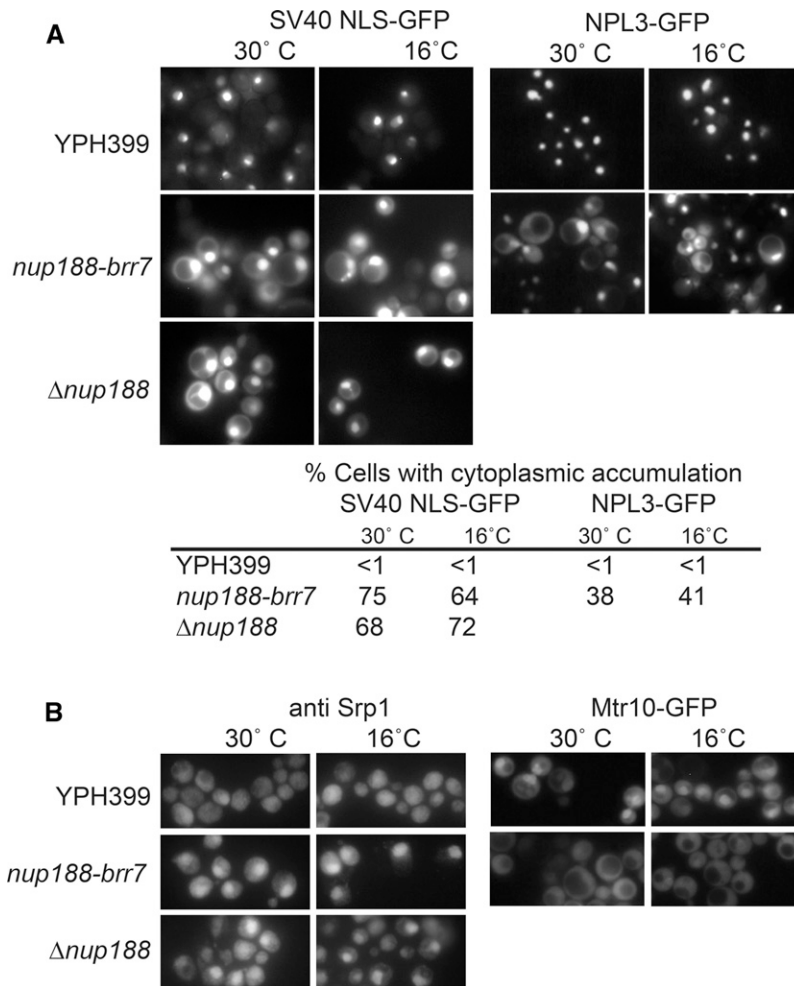 A
SV40 NLS-GFP NPL3-GFP
30° C 16°C 30° C 16°C
YPH399
nup188-brr7
Δnup188
% Cells with cytoplasmic accumulation
SV40 NLS-GFP NPL3-GFP
30° C 16°C 30° C 16°C
YPH399 <1 <1 <1 <1
nup188-brr7 75 64 38 41
Δnup188 68 72
B
anti Srp1 Mtr10-GFP
30° C 16°C 30° C 16°C
YPH399
nup188-brr7
Δnup188